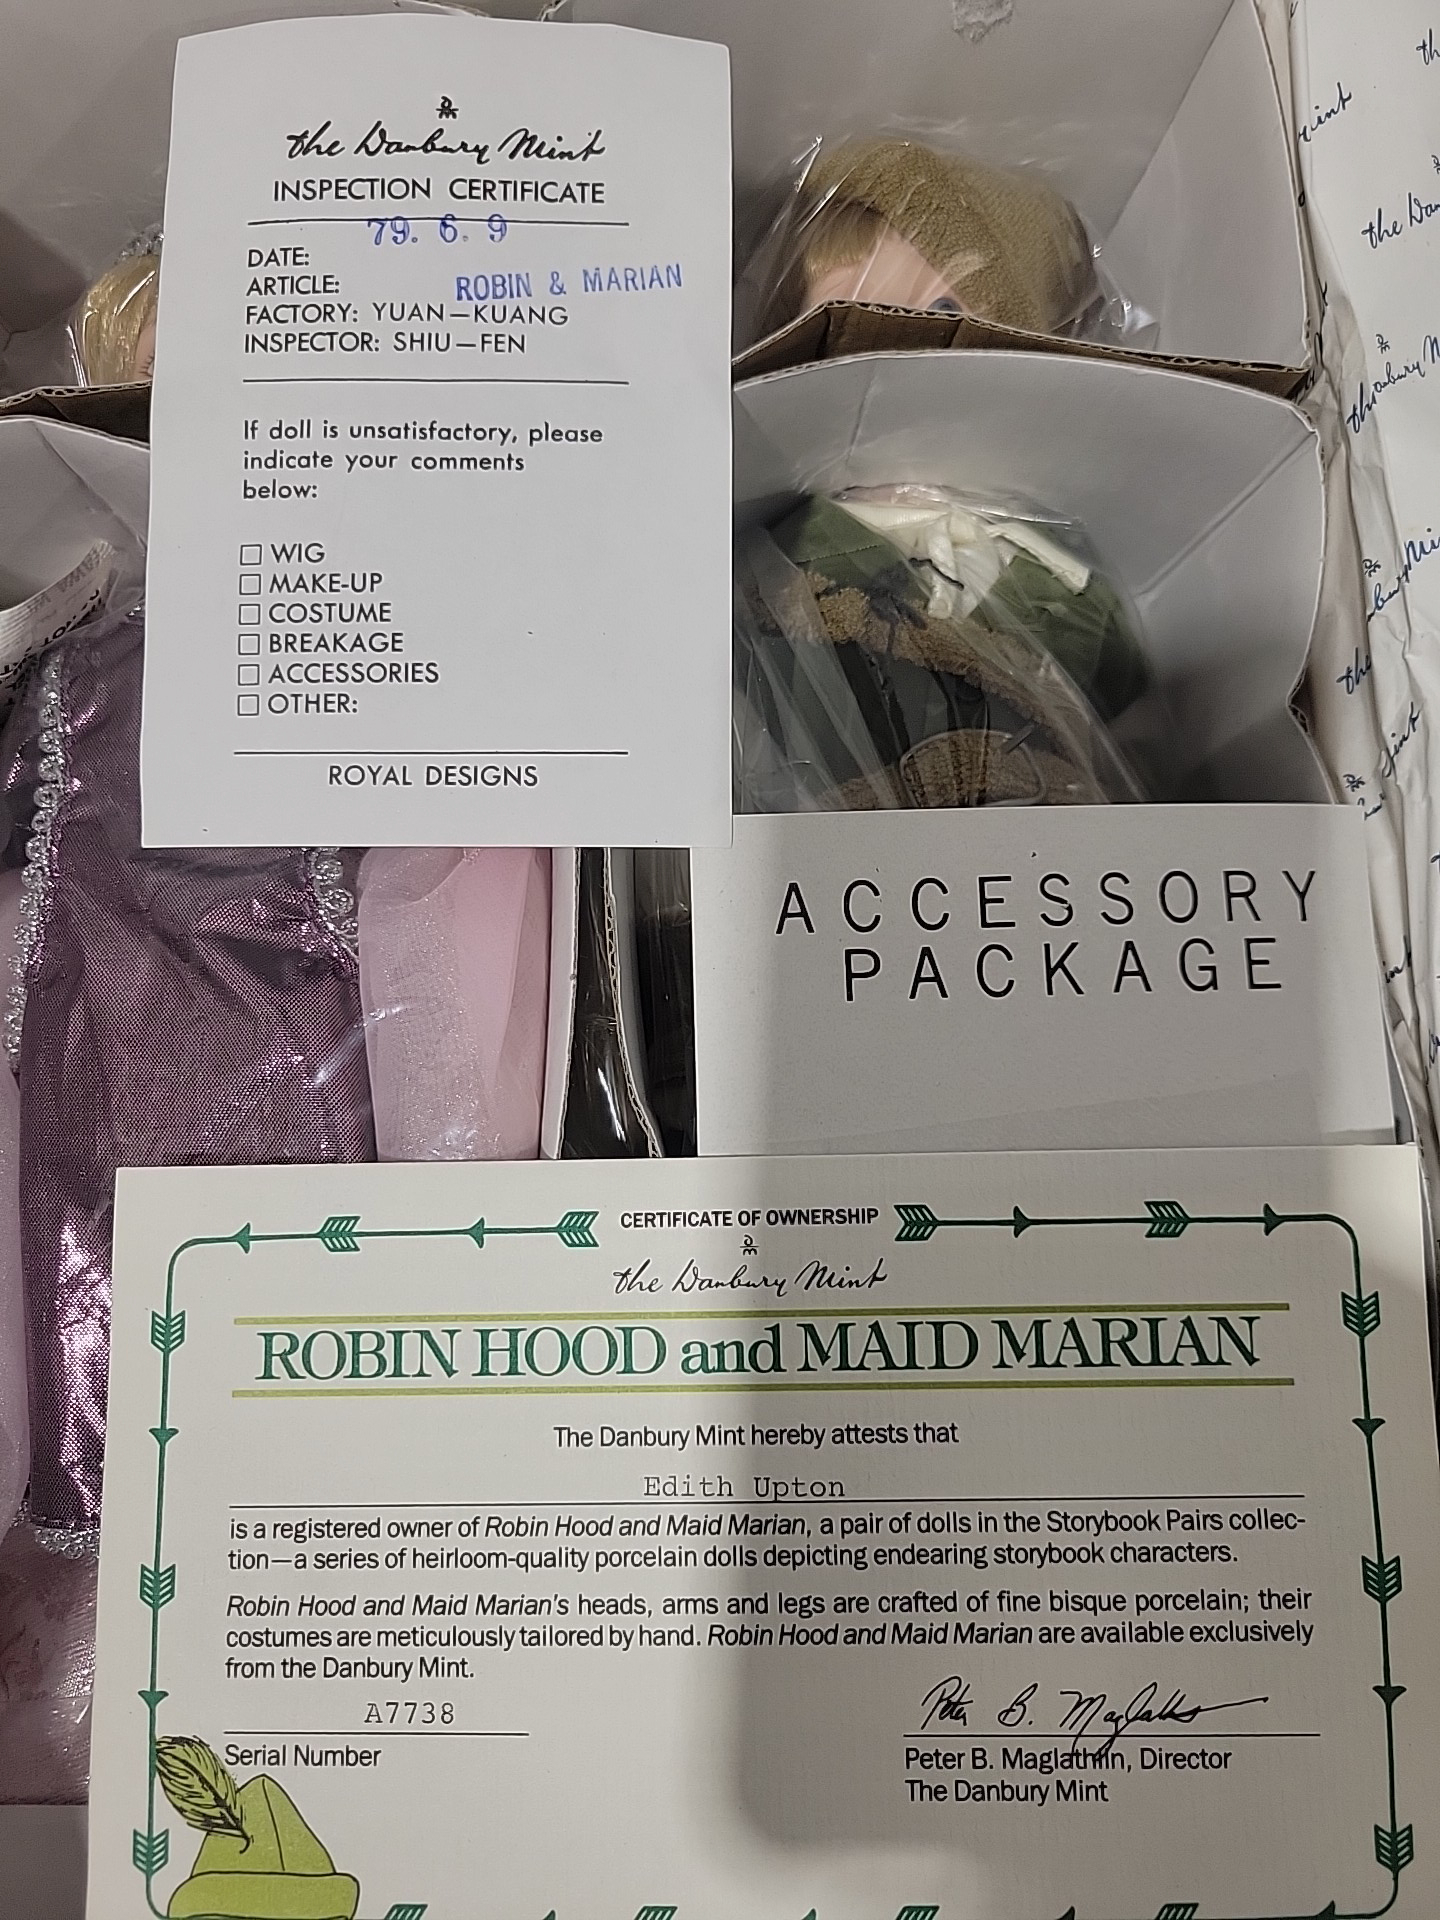 the Danbury Mint
INSPECTION CERTIFICATE
79. 6. 9
DATE:
ARTICLE: ROBIN & MARIAN
FACTORY: YUAN—KUANG
INSPECTOR: SHIU—FEN
If doll is unsatisfactory, please
indicate your comments
below:
WIG
MAKE-UP
COSTUME
BREAKAGE
ACCESSORIES
OTHER:
ROYAL DESIGNS
ACCESSORY
PACKAGE
CERTIFICATE OF OWNERSHIP
the Danbury Mint
ROBIN HOOD and MAID MARIAN
The Danbury Mint hereby attests that
Edith Upton
is a registered owner of Robin Hood and Maid Marian, a pair of dolls in the Storybook Pairs collec-
tion—a series of heirloom-quality porcelain dolls depicting endearing storybook characters.
Robin Hood and Maid Marian's heads, arms and legs are crafted of fine bisque porcelain; their
costumes are meticulously tailored by hand. Robin Hood and Maid Marian are available exclusively
from the Danbury Mint.
A7738
Serial Number
Peter B. Maglathlin
Peter B. Maglathlin, Director
The Danbury Mint